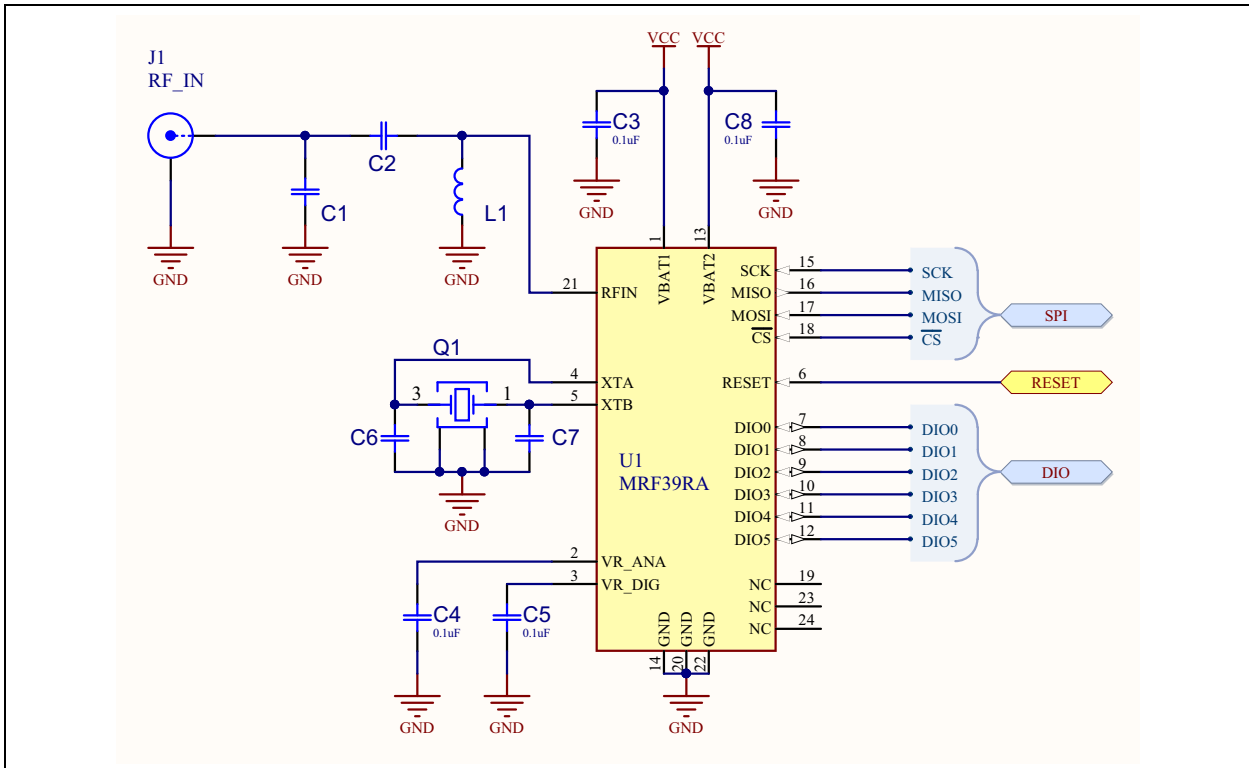 J1
RF_IN
VCC
VCC
C3
0.1uF
C8
0.1uF
C2
C1
L1
GND
GND
GND
GND
GND
1
13
VBAT1
VBAT2
21
RFIN
SCK
15
SCK
MISO
16
MISO
MOSI
17
MOSI
CS
18
CS
SPI
Q1
4
XTA
3
1
5
XTB
RESET
6
RESET
C6
C7
GND
U1
MRF39RA
DIO0
7
DIO0
DIO1
8
DIO1
DIO2
9
DIO2
DIO3
10
DIO3
DIO4
11
DIO4
DIO5
12
DIO5
DIO
2
VR_ANA
3
VR_DIG
C4
0.1uF
C5
0.1uF
NC
19
NC
23
NC
24
GND
GND
GND
14
20
22
GND
GND
GND